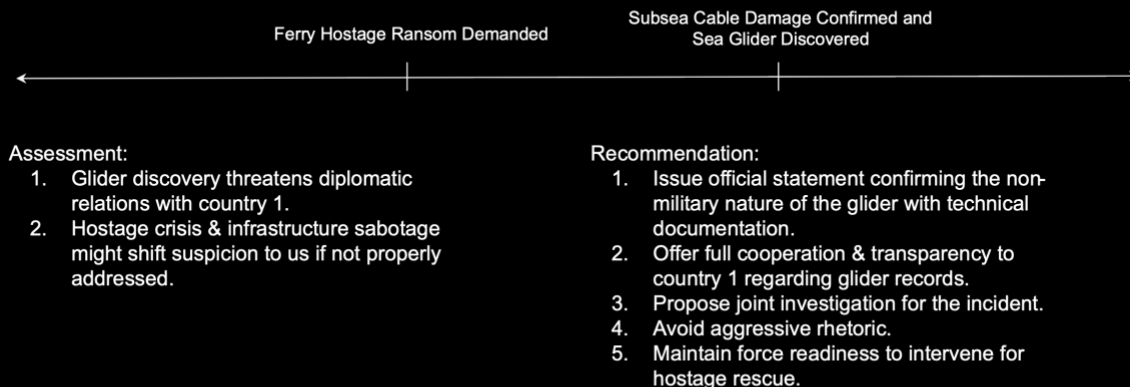 Ferry Hostage Ransom Demanded
Subsea Cable Damage Confirmed and
Sea Glider Discovered
Assessment:
1. Glider discovery threatens diplomatic
relations with country 1.
2. Hostage crisis & infrastructure sabotage
might shift suspicion to us if not properly
addressed.
Recommendation:
1. Issue official statement confirming the non-
military nature of the glider with technical
documentation.
2. Offer full cooperation & transparency to
country 1 regarding glider records.
3. Propose joint investigation for the incident.
4. Avoid aggressive rhetoric.
5. Maintain force readiness to intervene for
hostage rescue.